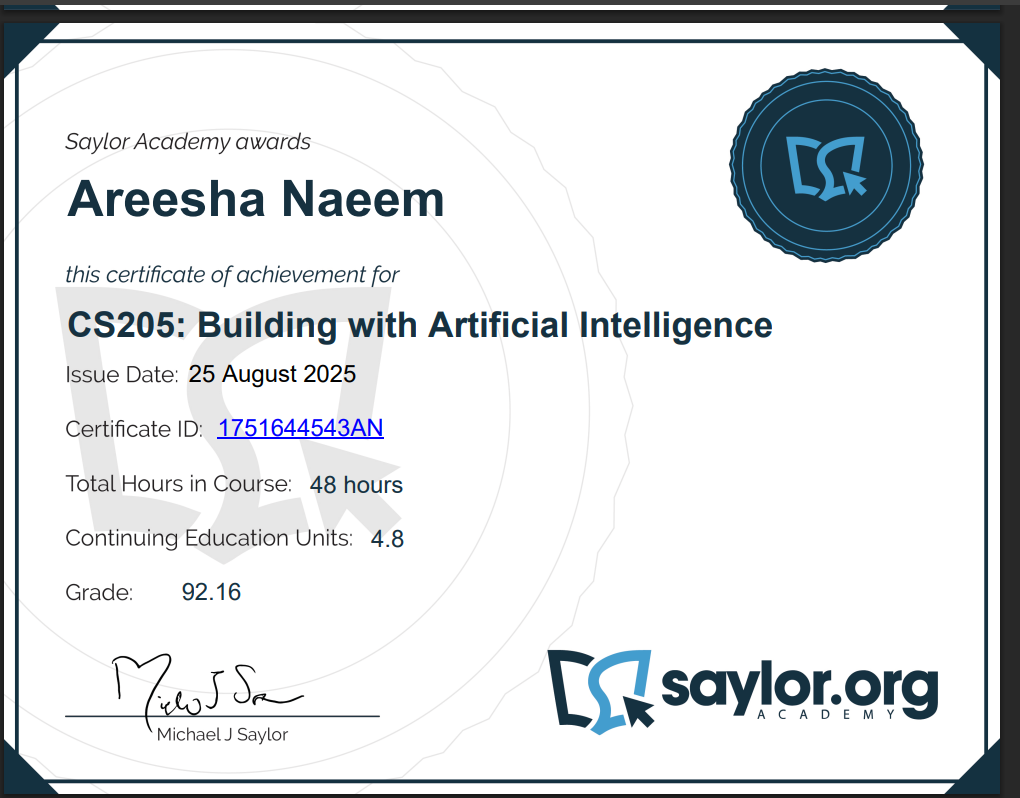 Saylor Academy awards
Areesha Naeem
this certificate of achievement for
CS205: Building with Artificial Intelligence
Issue Date: 25 August 2025
Certificate ID: 1751644543AN
Total Hours in Course: 48 hours
Continuing Education Units: 4.8
Grade: 92.16
Michael J Saylor
saylor.org
ACADEMY